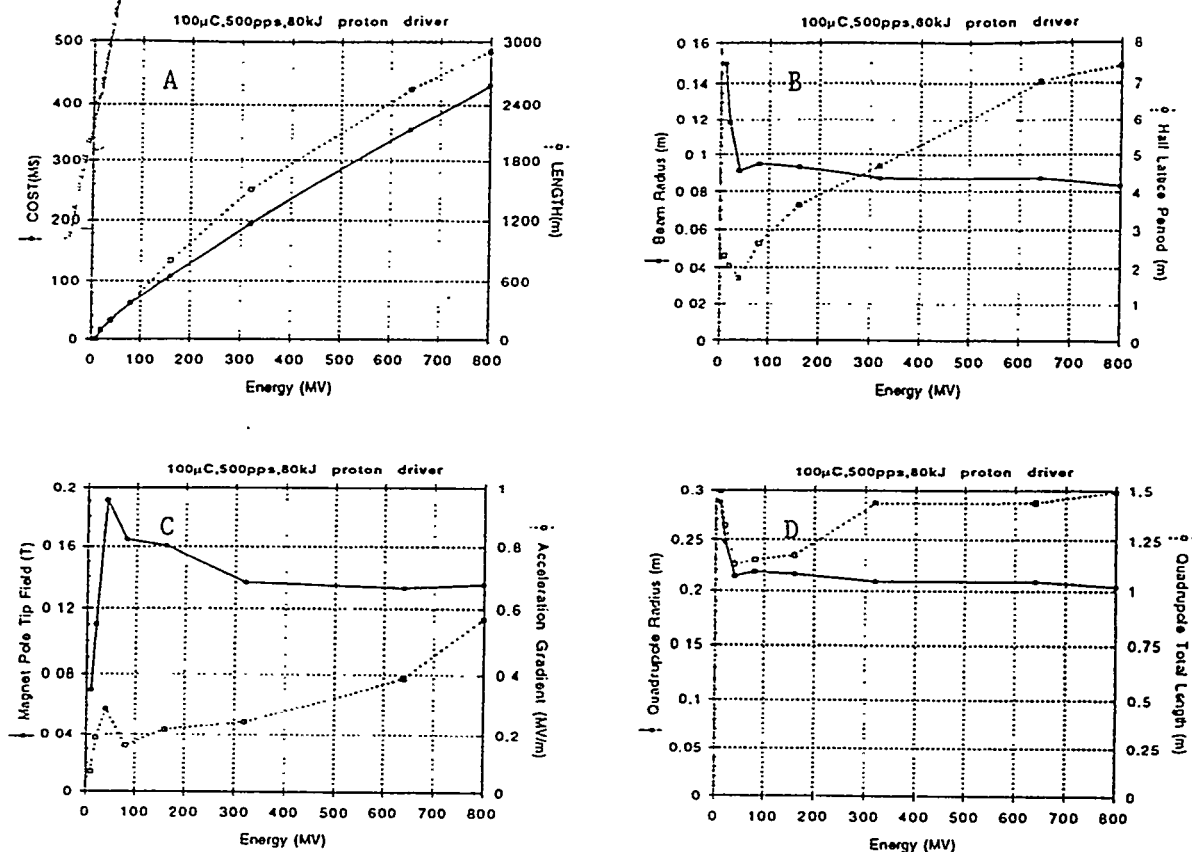 100µC,500pps,80kJ proton driver
A
500
400
300
200
100
0
COST(MS)
3000
2400
1800
1200
600
0
LENGTH(m)
0 100 200 300 400 500 600 700 800
Energy (MV)
100µC,500pps,80kJ proton driver
B
0 16
0.14
0.12
0.1
0 08
0 06
0 04
0 02
0
Beam Radius (m)
8
7
6
5
4
3
2
1
0
Half Lattice Period (m)
0 100 200 300 400 500 600 700 800
Energy (MV)
100µC,500pps,80kJ proton driver
C
0.2
0 16
0 12
0 08
0 04
0
Magnet Pole Tip Field (T)
1
0.8
0.6
0 4
0.2
0
Acceleration Gradient (MV/m)
0 100 200 300 400 500 600 700 800
Energy (MV)
100µC,500pps,80kJ proton driver
D
0.3
0.25
0.2
0.15
0.1
0.05
0
Quadrupole Radius (m)
1.5
1.25
1
0.75
0.5
0.25
0
Quadrupole Total Length (m)
0 100 200 300 400 500 600 700 800
Energy (MV)